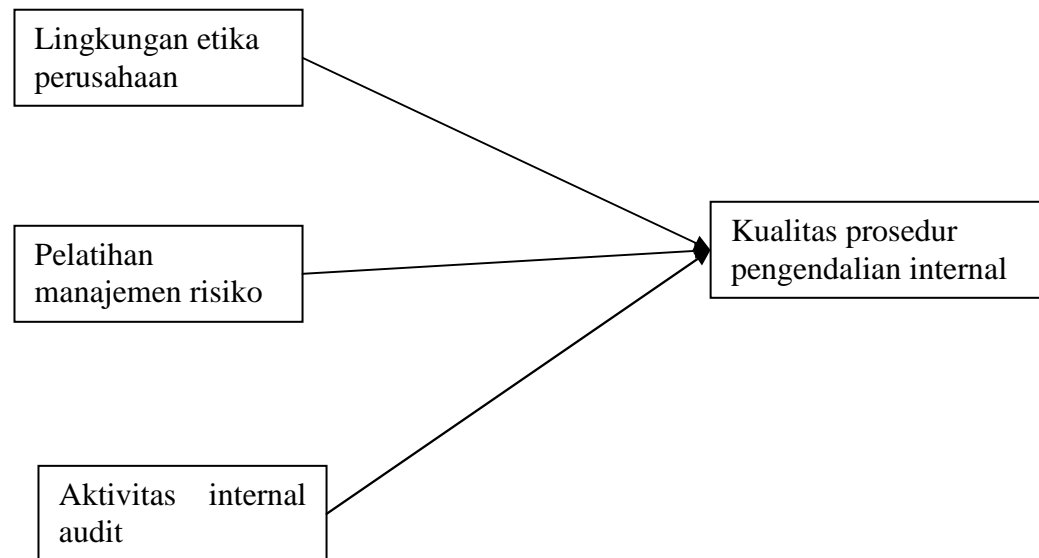 Lingkungan etika
perusahaan
Pelatihan
manajemen risiko
Kualitas prosedur
pengendalian internal
Aktivitas internal
audit